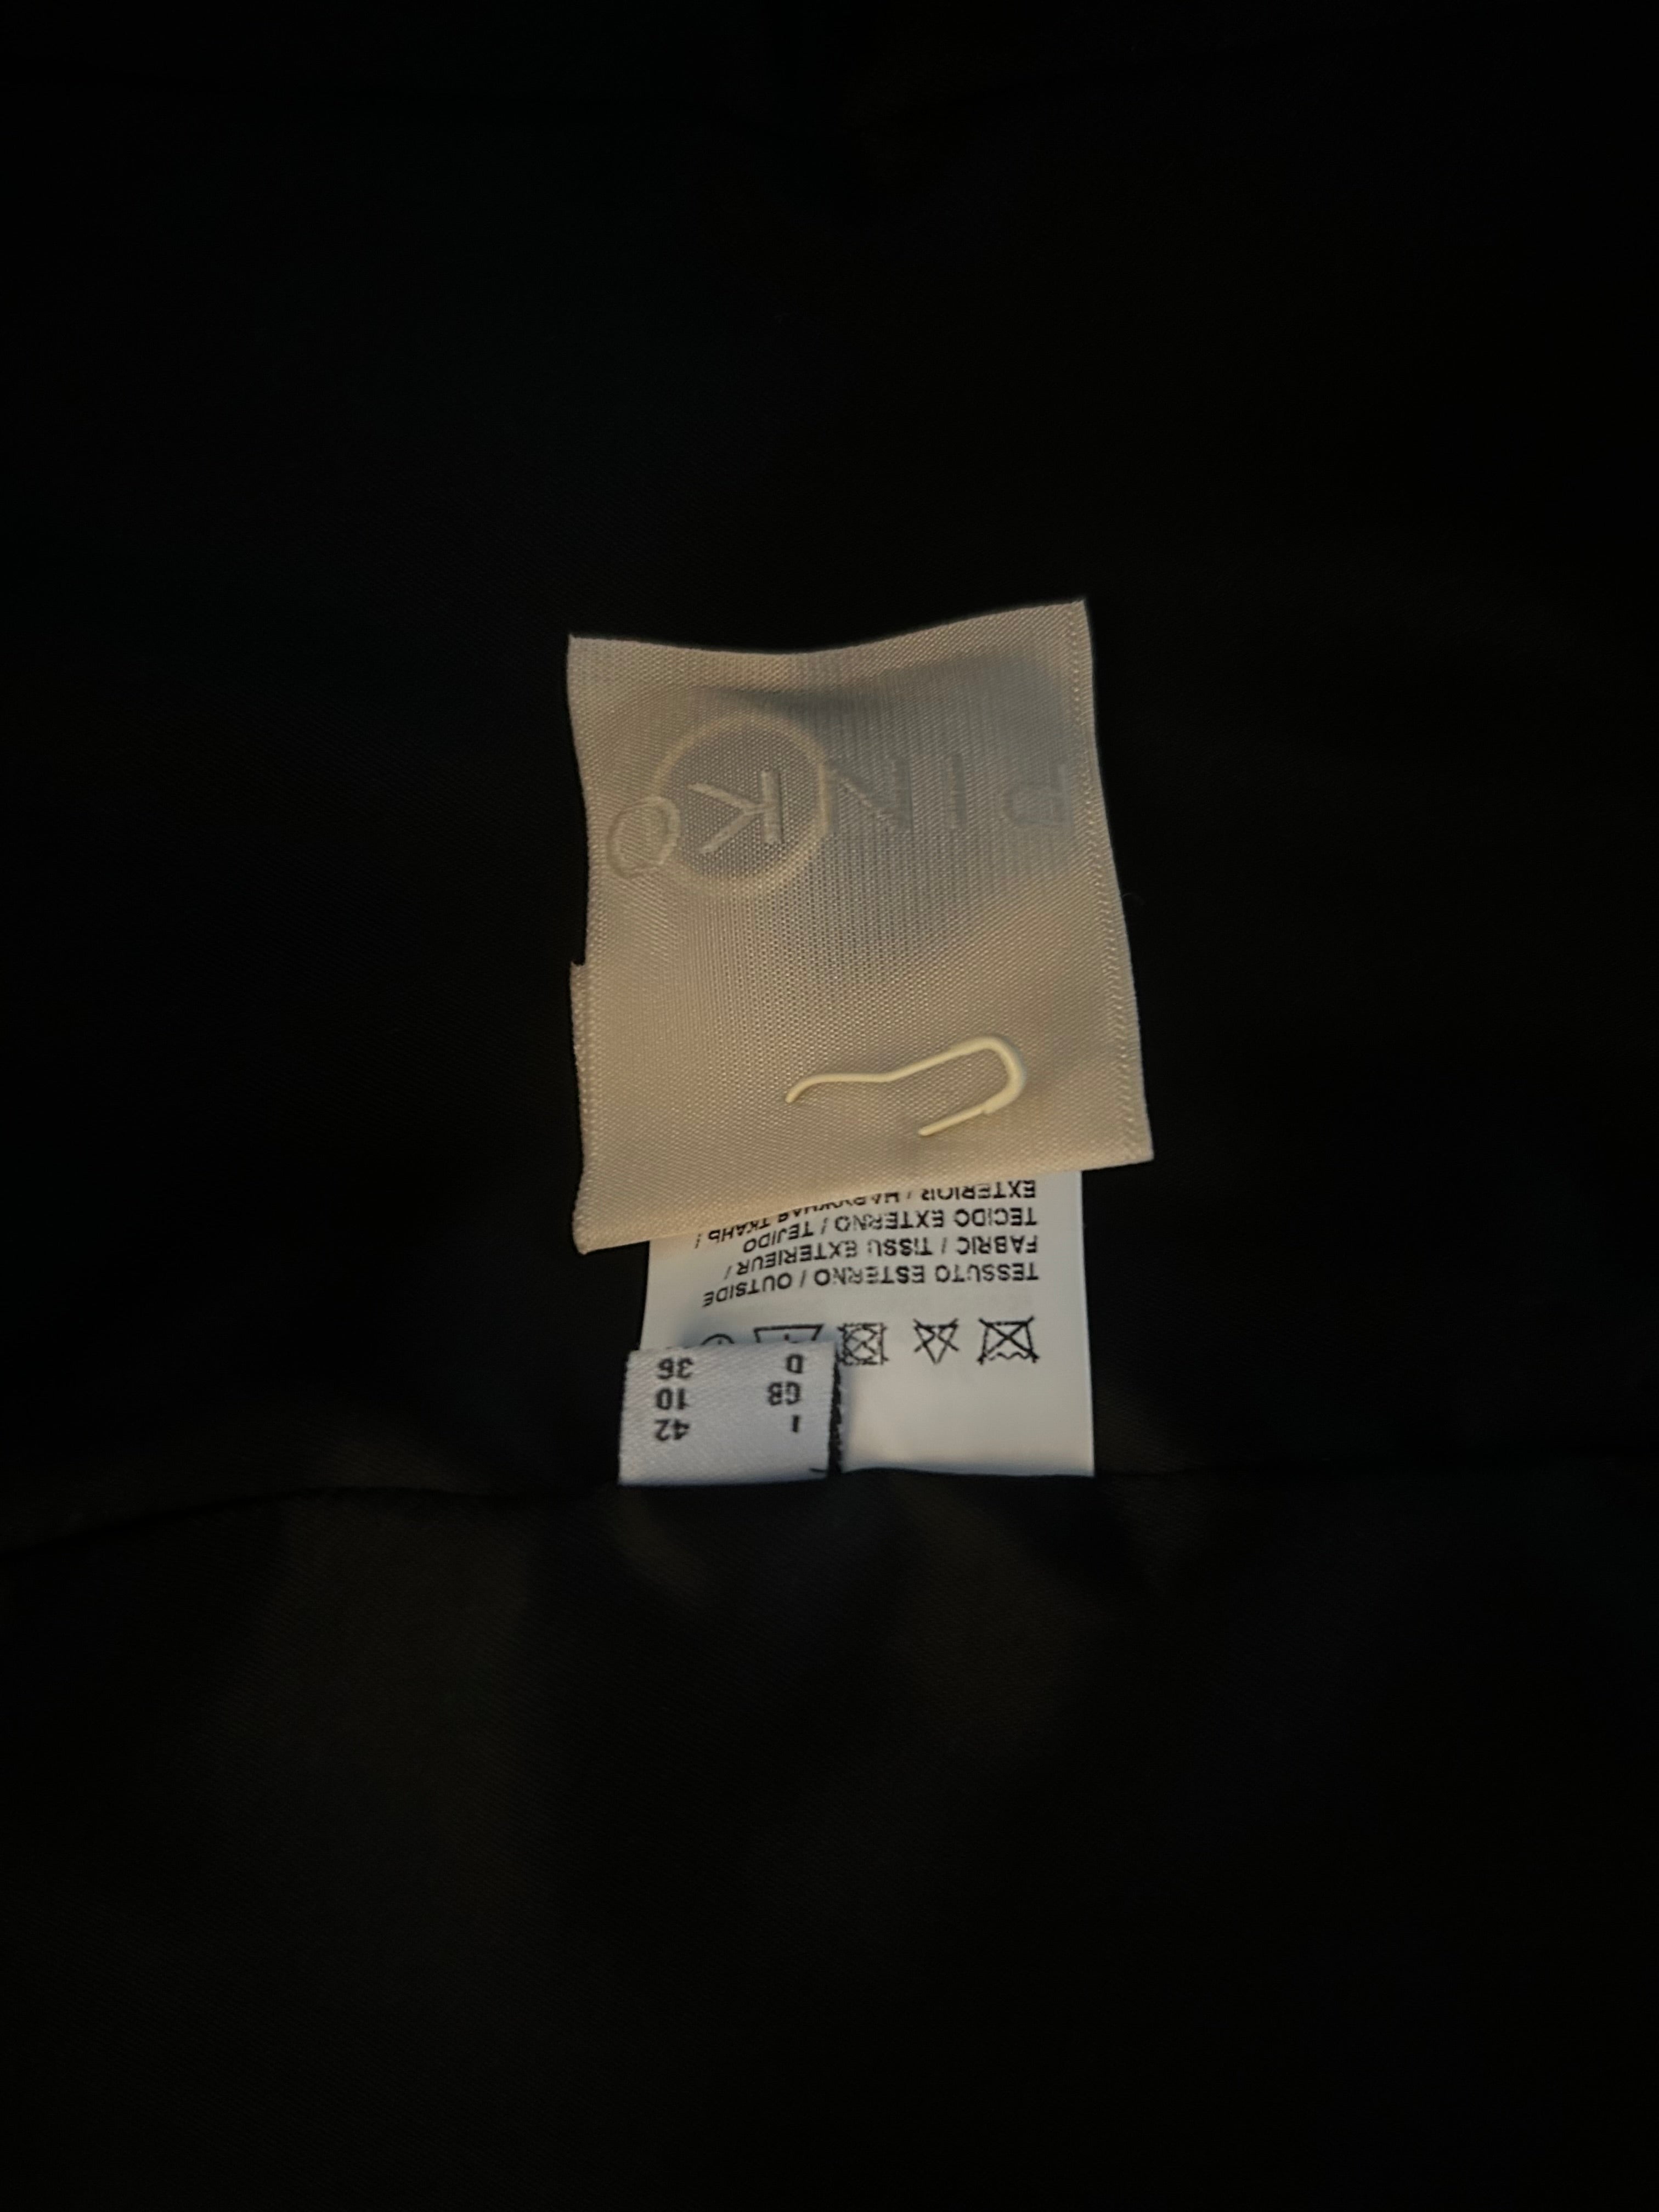 I 42
GB 10
D 36
TESSUTO ESTERNO / OUTSIDE
FABRIC / TISSU EXTERIEUR /
TECIDO EXTERNO / TEJIDO
EXTERIOR / НАРУЖНАЯ ТКАНЬ /
PINKO